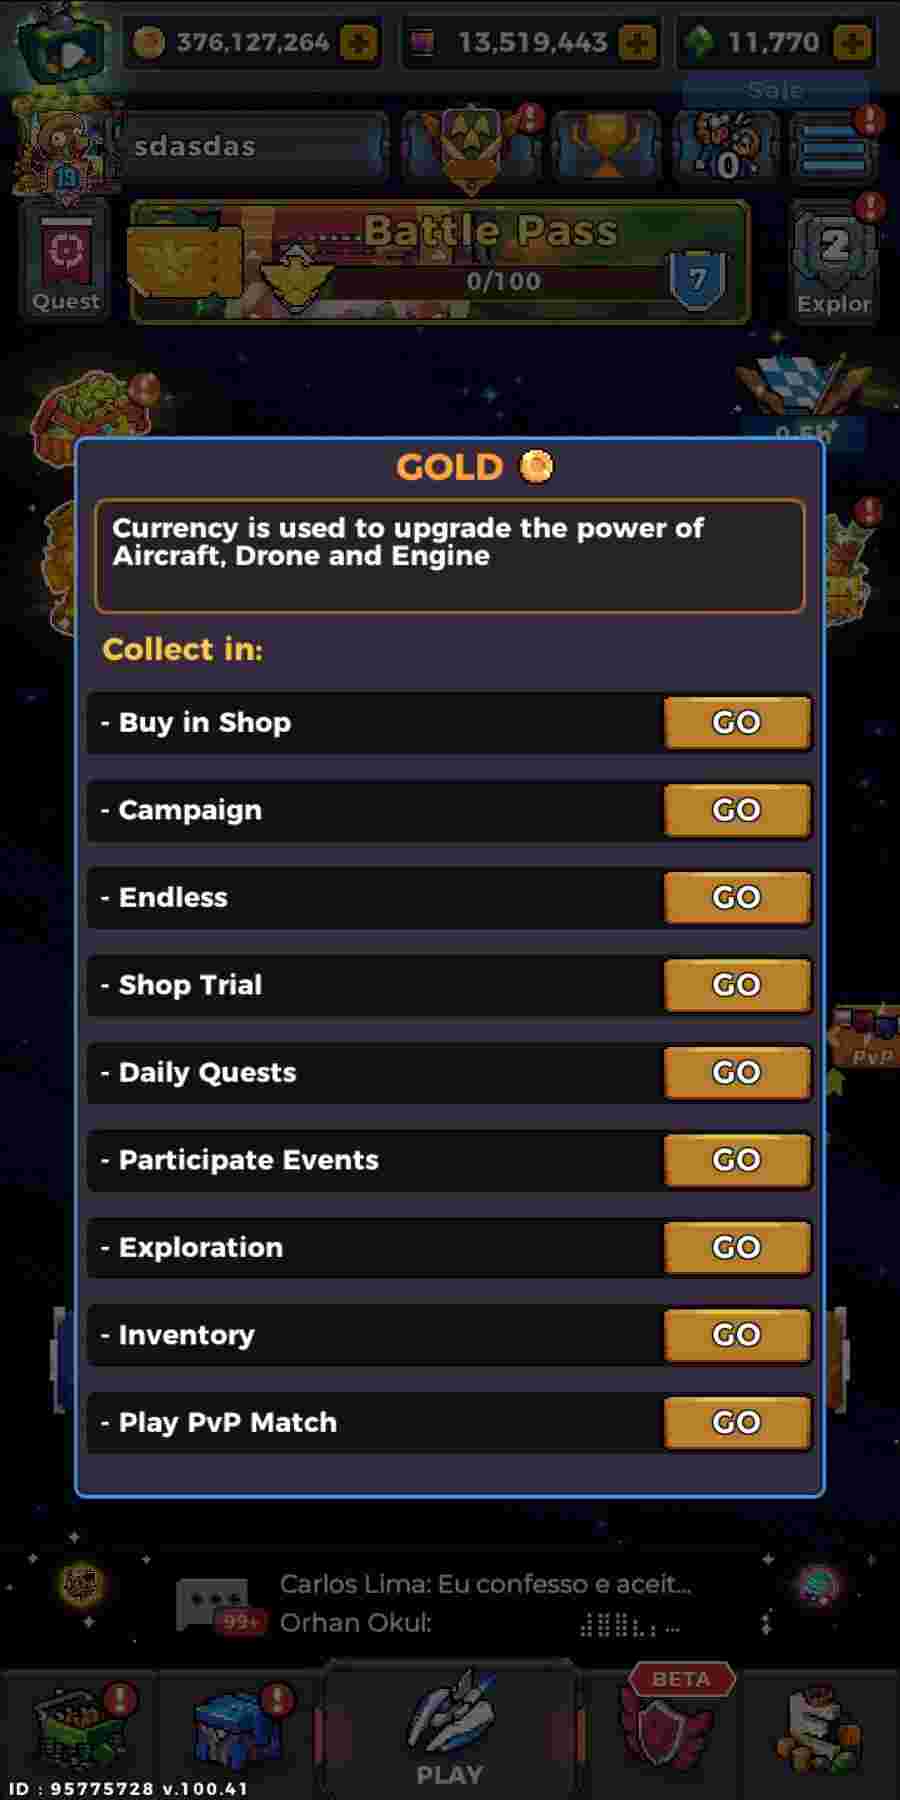 376,127,264
13,519,443
11,770
Sale
sdasdas
19
0
Quest
Battle Pass
0/100
7
2
Explor
GOLD
Currency is used to upgrade the power of
Aircraft, Drone and Engine
Collect in:
- Buy in Shop GO
- Campaign GO
- Endless GO
- Shop Trial GO
- Daily Quests GO
- Participate Events GO
- Exploration GO
- Inventory GO
- Play PvP Match GO
PvP
Carlos Lima: Eu confesso e aceit...
99+
Orhan Okul:
BETA
PLAY
ID : 95775728 v.100.41